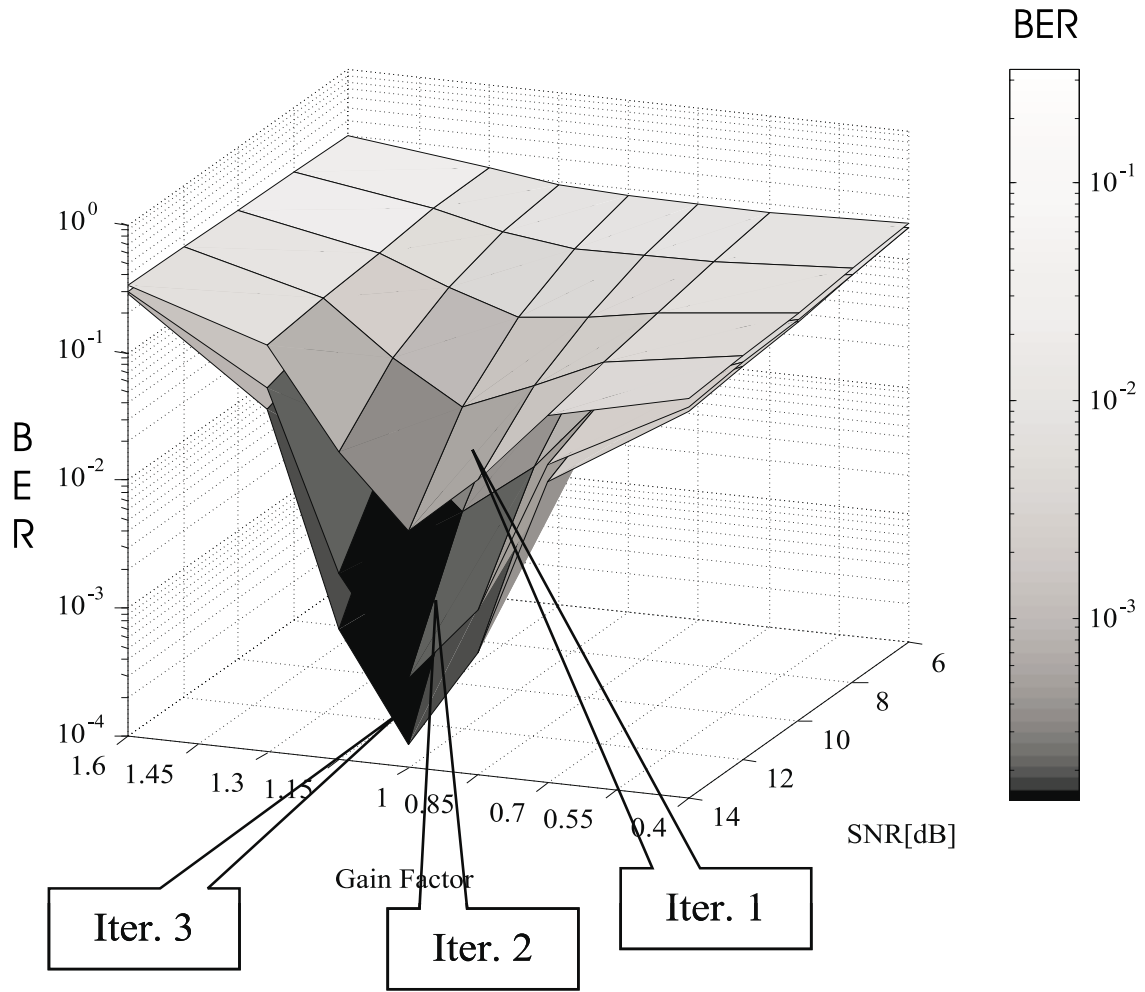 BER
10^0
10^-1
10^-2
10^-3
10^-4
B
E
R
1.6 1.45 1.3 1.15 1 0.85 0.7 0.55 0.4
Gain Factor
6
8
10
12
14
SNR[dB]
10^-1
10^-2
10^-3
Iter. 3
Iter. 2
Iter. 1